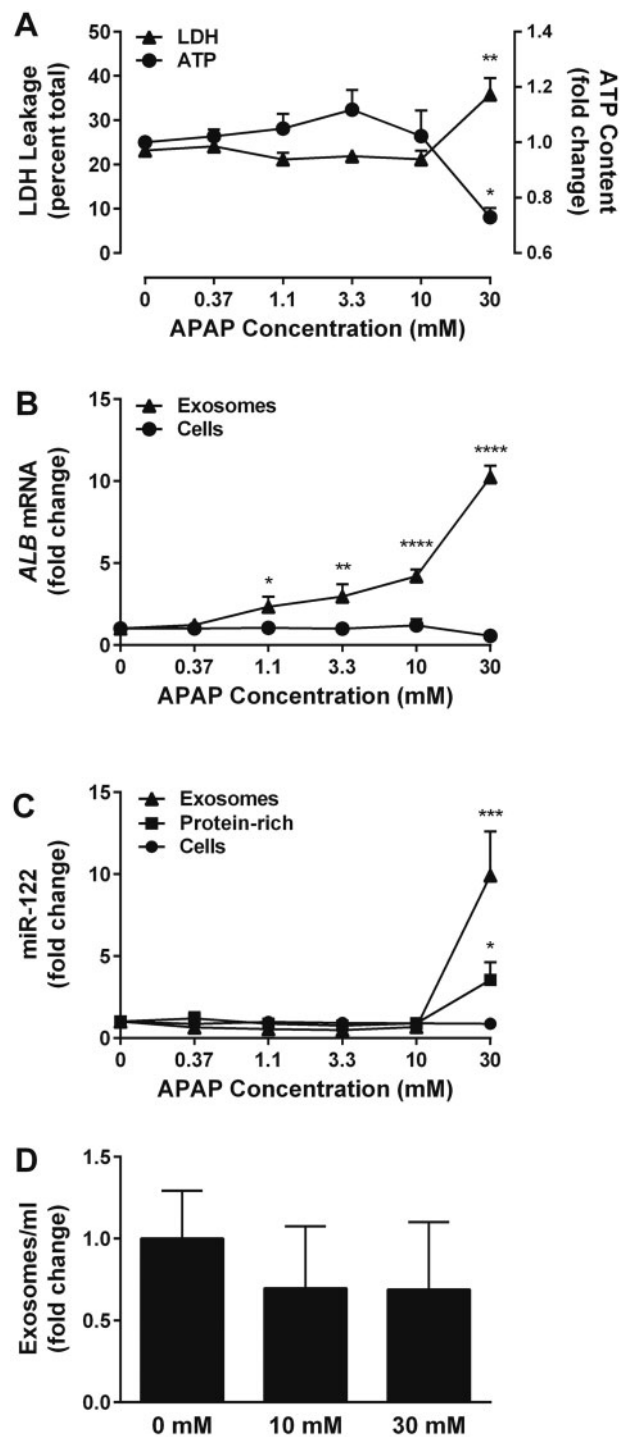 A
LDH
ATP
LDH Leakage
(percent total)
50
40
30
20
10
0
**
*
1.4
1.2
1.0
0.8
0.6
ATP Content
(fold change)
0 0.37 1.1 3.3 10 30
APAP Concentration (mM)
B
Exosomes
Cells
ALB mRNA
(fold change)
15
10
5
0
* ** **** ****
0 0.37 1.1 3.3 10 30
APAP Concentration (mM)
C
Exosomes
Protein-rich
Cells
miR-122
(fold change)
15
10
5
0
***
*
0 0.37 1.1 3.3 10 30
APAP Concentration (mM)
D
Exosomes/ml
(fold change)
1.5
1.0
0.5
0.0
0 mM 10 mM 30 mM